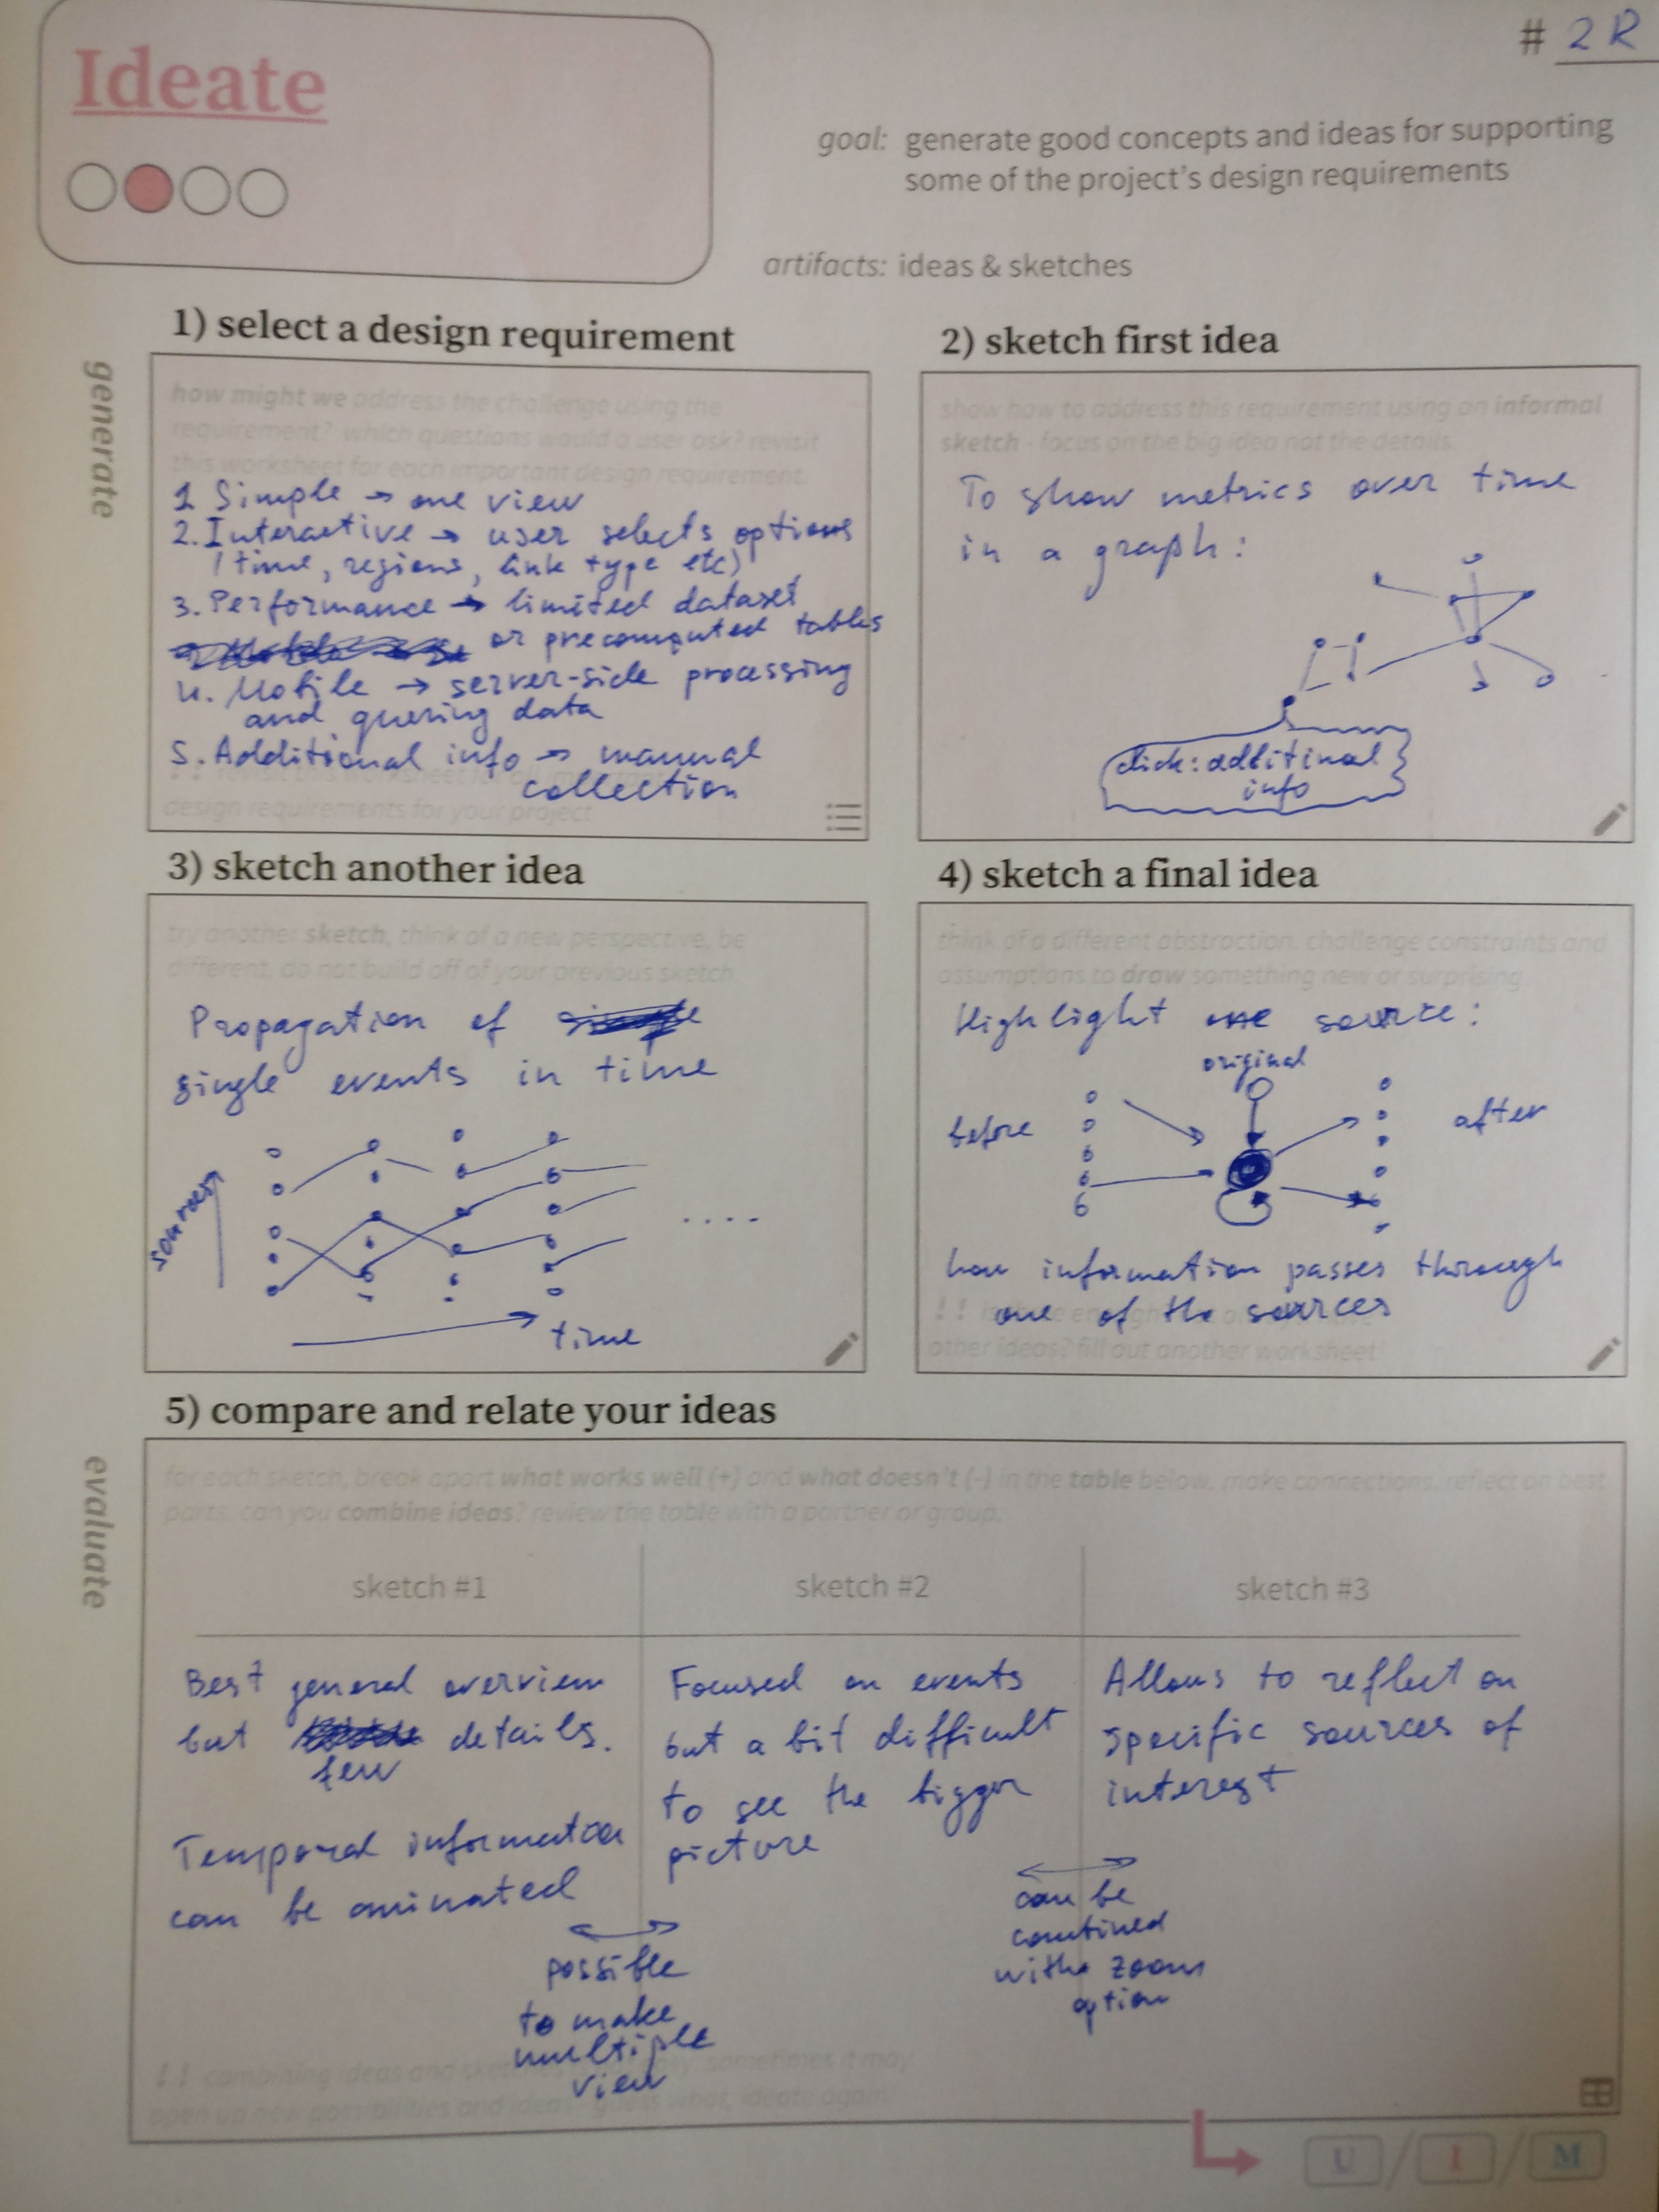 Ideate
# 2R
goal: generate good concepts and ideas for supporting
some of the project's design requirements
artifacts: ideas & sketches
generate
1) select a design requirement
how might we address the challenge using the
requirement? which questions would a user ask? revisit
this worksheet for each important design requirement.
1 Simple → one view
2. Interactive → user selects options
(time, regions, link type etc)
3. Performance → limited dataset
or precomputed tables
4. Mobile → server-side processing
and quering data
5. Additional info → manual
collection
!! revisit this worksheet for
design requirements for your project
2) sketch first idea
show how to address this requirement using an informal
sketch - focus on the big idea not the details.
To show metrics over time
in a graph:
click: additinal
info
3) sketch another idea
try another sketch, think of a new perspective, be
different, do not build off of your previous sketch.
Propagation of
single events in time
sources
....
time
4) sketch a final idea
think of a different abstraction. challenge constraints and
assumptions to draw something new or surprising.
Highlight one source:
original
before
after
how information passes through
one of the sources
!!
other ideas? fill out another worksheet
evaluate
5) compare and relate your ideas
for each sketch, break apart what works well (+) and what doesn't (-) in the table below. make connections. reflect on best
parts. can you combine ideas? review the table with a partner or group.
sketch #1 sketch #2 sketch #3
Best general overview
but few details.
Temporal information
can be animated
Focused on events
but a bit difficult
to see the bigger
picture
Allows to reflect on
specific sources of
interest
possible
to make
multiple
view
can be
combined
with a zoom
option
!! combining ideas and sketches sometimes it may
open up new possibilities and ideas guess what, ideate again!
U / I / M